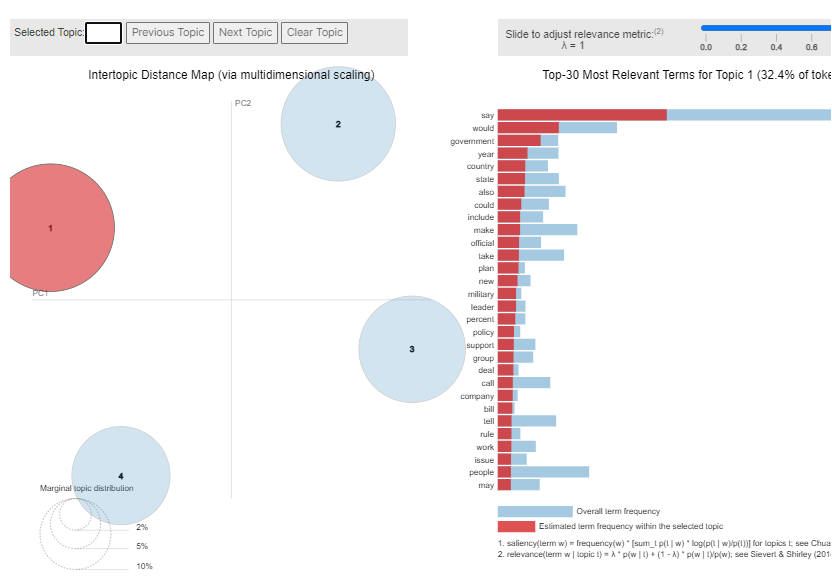 Selected Topic:
Previous Topic
Next Topic
Clear Topic
Slide to adjust relevance metric:(2)
λ = 1
0.0
0.2
0.4
0.6
Intertopic Distance Map (via multidimensional scaling)
PC2
PC1
1
2
3
4
Marginal topic distribution
2%
5%
10%
Top-30 Most Relevant Terms for Topic 1 (32.4% of toke
say
would
government
year
country
state
also
could
include
make
official
take
plan
new
military
leader
percent
policy
support
group
deal
call
company
bill
tell
rule
work
issue
people
may
Overall term frequency
Estimated term frequency within the selected topic
1. saliency(term w) = frequency(w) * [sum_t p(t | w) * log(p(t | w)/p(t))] for topics t; see Chua
2. relevance(term w | topic t) = λ * p(w | t) + (1 - λ) * p(w | t)/p(w); see Sievert & Shirley (201